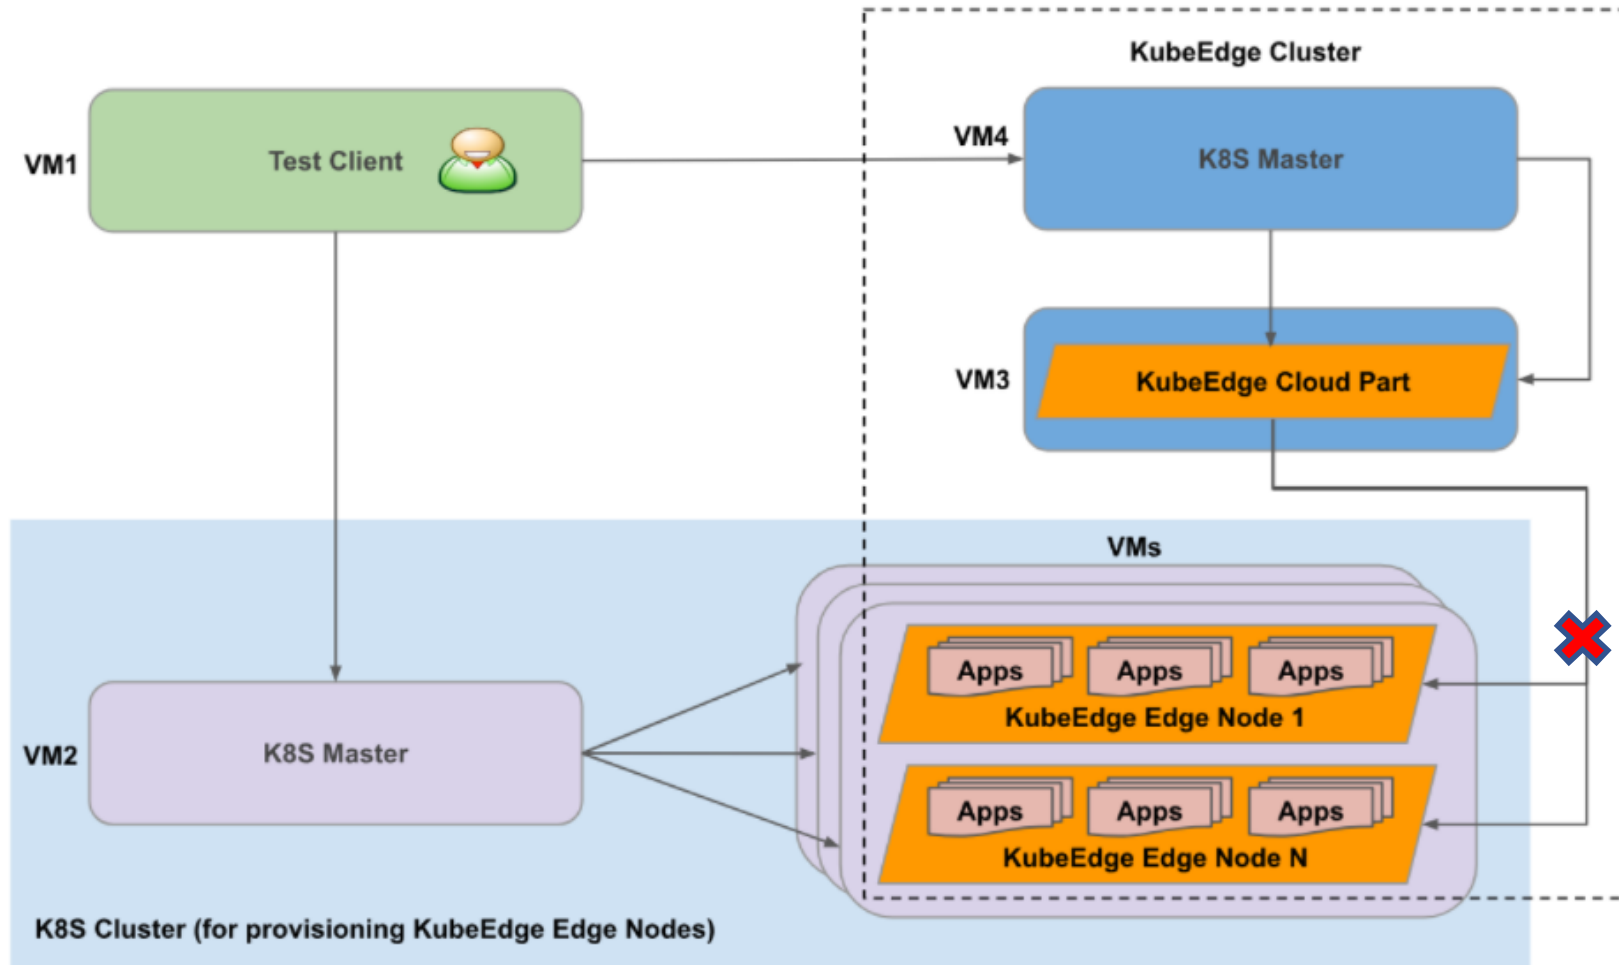 KubeEdge Cluster
VM1
Test Client
VM4
K8S Master
VM3
KubeEdge Cloud Part
VMs
Apps
Apps
Apps
KubeEdge Edge Node 1
VM2
K8S Master
Apps
Apps
Apps
KubeEdge Edge Node N
K8S Cluster (for provisioning KubeEdge Edge Nodes)